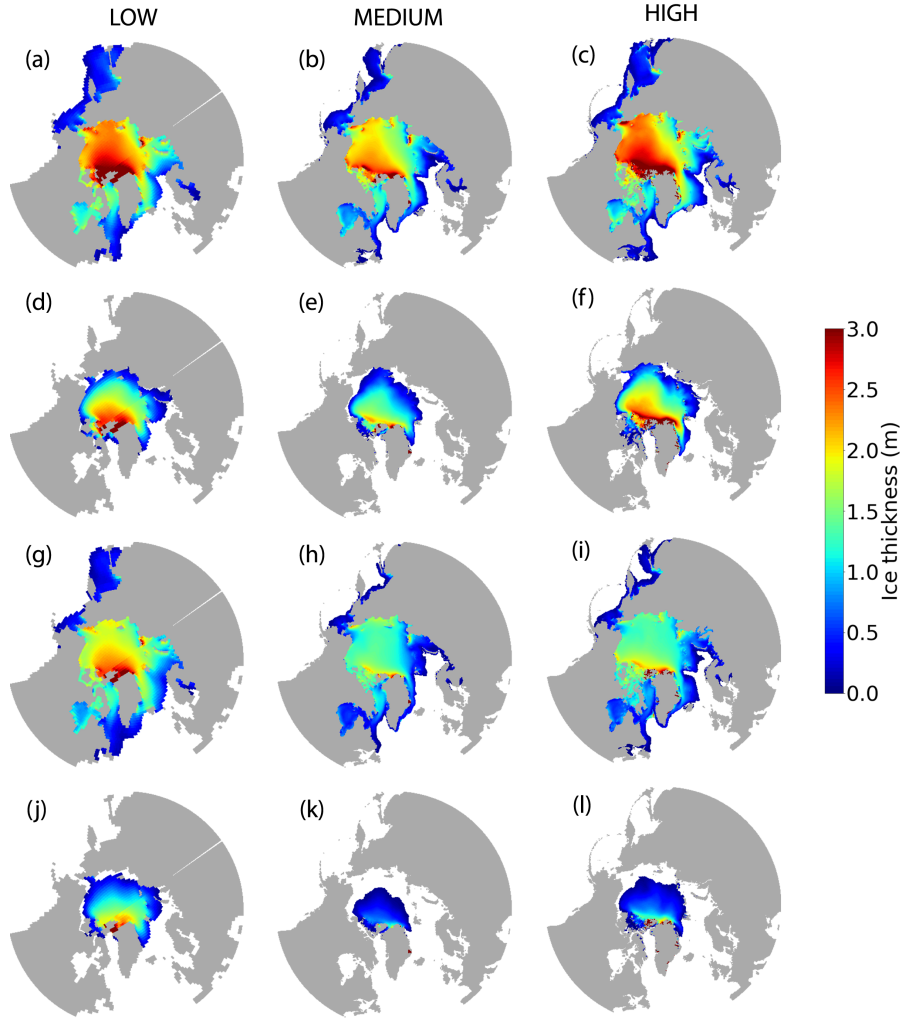 LOW MEDIUM HIGH
(a) (b) (c)
(d) (e) (f)
3.0
2.5
2.0
1.5
1.0
0.5
0.0
Ice thickness (m)
(g) (h) (i)
(j) (k) (l)